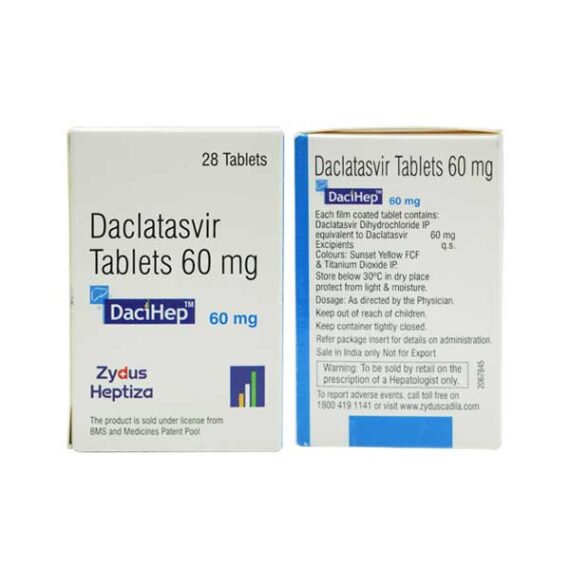 28 Tablets
Daclatasvir
Tablets 60 mg
DaciHep™
60 mg
Zydus
Heptiza
The product is sold under license from
BMS and Medicines Patent Pool
Daclatasvir Tablets 60 mg
DaciHep™ 60 mg
Each film coated tablet contains:
Daclatasvir Dihydrochloride IP
equivalent to Daclatasvir 60 mg
Excipients q.s.
Colours: Sunset Yellow FCF
& Titanium Dioxide IP.
Store below 30°C in dry place
protect from light & moisture.
Dosage: As directed by the Physician.
Keep out of reach of children.
Keep container tightly closed.
Refer package insert for details on administration.
Sale in India only Not for Export
Warning: To be sold by retail on the
prescription of a Hepatologist only.
To report adverse events, call toll free on
1800 419 1141 or visit www.zyduscadila.com
2067845